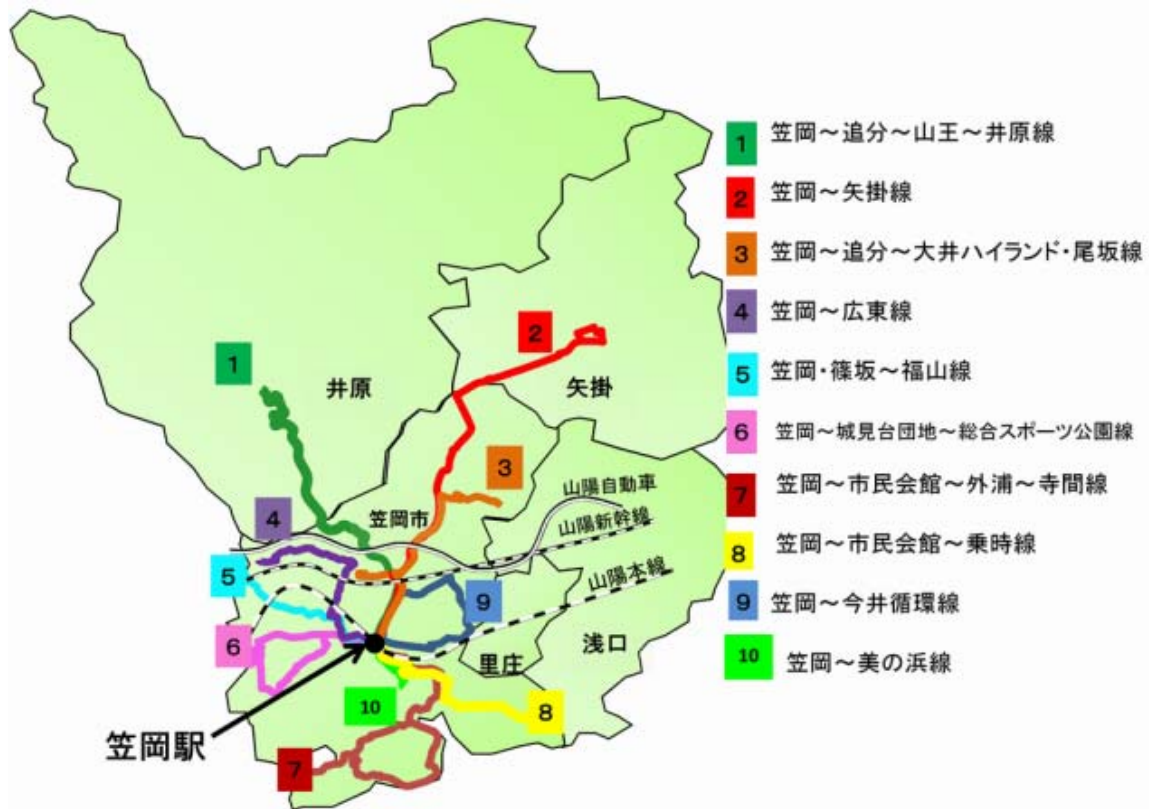 1 笠岡～追分～山王～井原線
2 笠岡～矢掛線
3 笠岡～追分～大井ハイランド・尾坂線
4 笠岡～広東線
5 笠岡・篠坂～福山線
6 笠岡～城見台団地～総合スポーツ公園線
7 笠岡～市民会館～外浦～寺間線
8 笠岡～市民会館～乗時線
9 笠岡～今井循環線
10 笠岡～美の浜線
2
1
井原
矢掛
3
山陽自動車
4
笠岡市
山陽新幹線
5
山陽本線
9
6
里庄
浅口
10
8
笠岡駅
7